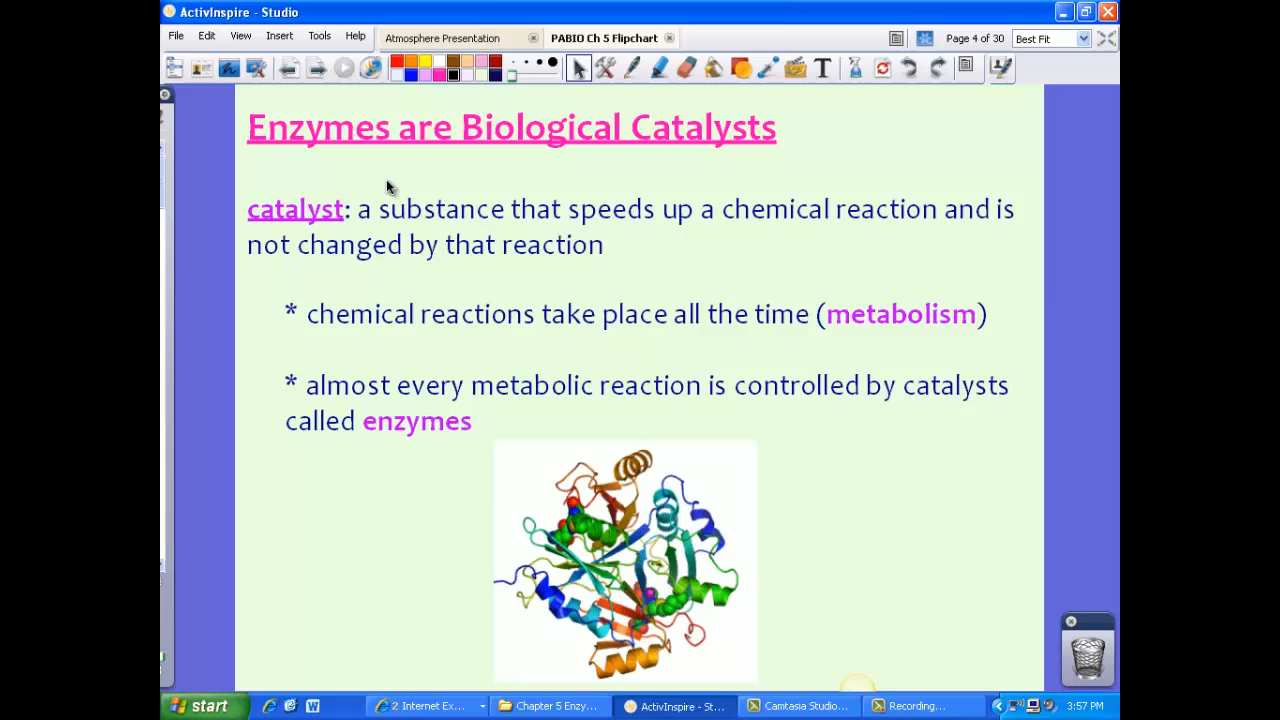 ActivInspire - Studio
File Edit View Insert Tools Help
Atmosphere Presentation
PABIO Ch 5 Flipchart
Page 4 of 30
Best Fit
Enzymes are Biological Catalysts
catalyst: a substance that speeds up a chemical reaction and is
not changed by that reaction
* chemical reactions take place all the time (metabolism)
* almost every metabolic reaction is controlled by catalysts
called enzymes
start
2 Internet Ex...
Chapter 5 Enzy...
ActivInspire - St...
Camtasia Studio...
Recording...
3:57 PM